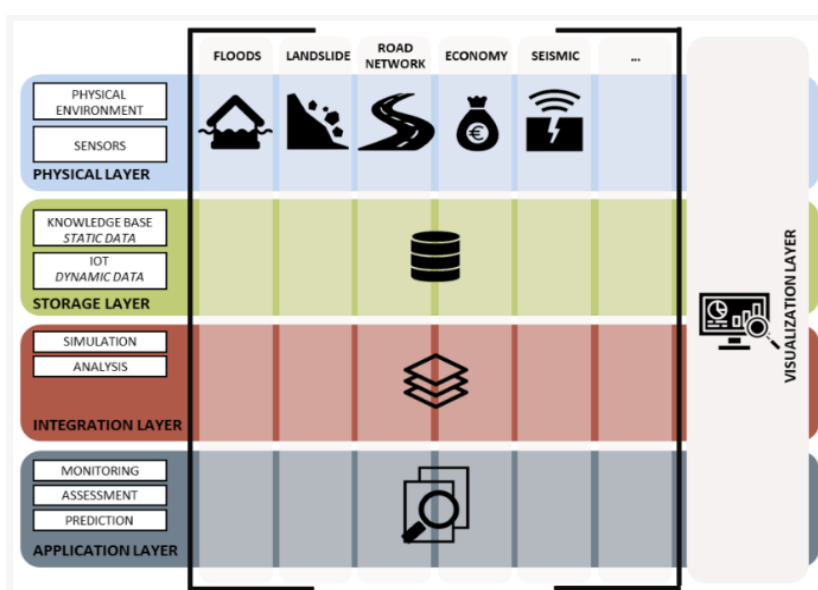 FLOODS
LANDSLIDE
ROAD
NETWORK
ECONOMY
SEISMIC
...
PHYSICAL
ENVIRONMENT
SENSORS
PHYSICAL LAYER
€
KNOWLEDGE BASE
STATIC DATA
IOT
DYNAMIC DATA
STORAGE LAYER
SIMULATION
ANALYSIS
INTEGRATION LAYER
MONITORING
ASSESSMENT
PREDICTION
APPLICATION LAYER
VISUALIZATION LAYER